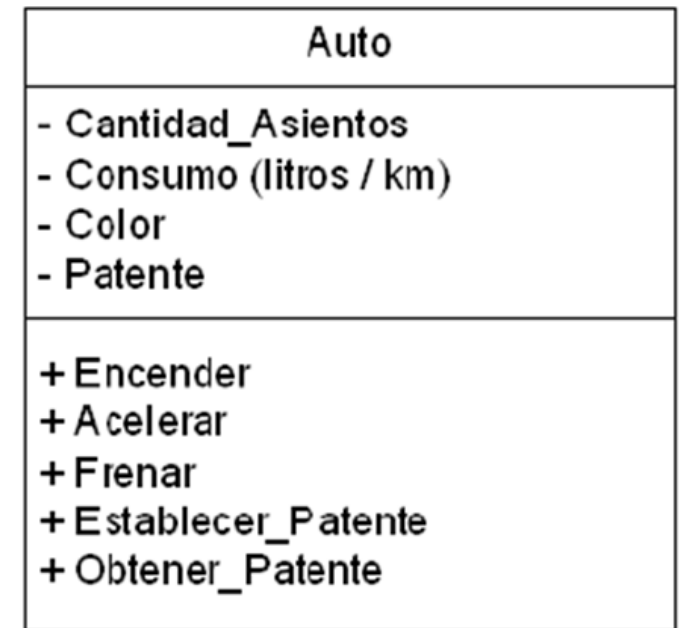 Auto
- Cantidad_Asientos
- Consumo (litros / km)
- Color
- Patente
+ Encender
+ Acelerar
+ Frenar
+ Establecer_Patente
+ Obtener_Patente